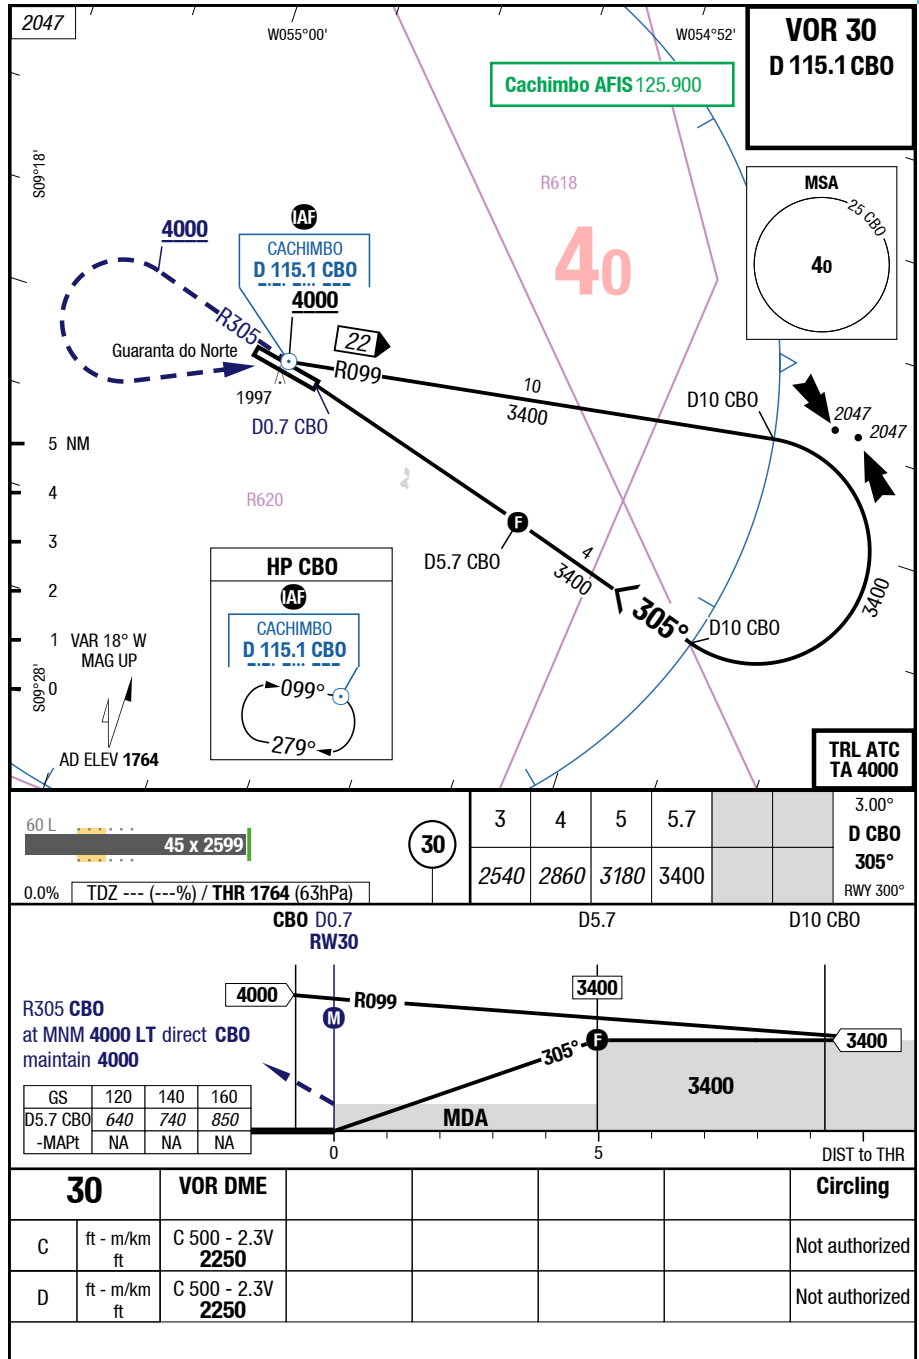 2047
W055°00'
W054°52'
VOR 30
D 115.1 CBO
Cachimbo AFIS 125.900
S09°18'
R618
MSA
25 CBO
40
40
IAF
4000
CACHIMBO
D 115.1 CBO
4000
R305
22
Guaranta do Norte
R099
1997
10
3400
D10 CBO
2047
2047
D0.7 CBO
5 NM
4
3
2
1
0
R620
F
D5.7 CBO
4
3400
305°
D10 CBO
3400
HP CBO
IAF
CACHIMBO
D 115.1 CBO
099°
279°
VAR 18° W
MAG UP
S09°28'
AD ELEV 1764
TRL ATC
TA 4000
60 L
45 x 2599
30
0.0% TDZ --- (---%) / THR 1764 (63hPa)
3 4 5 5.7
2540 2860 3180 3400
3.00°
D CBO
305°
RWY 300°
CBO D0.7 D5.7 D10 CBO
RW30
4000 R099 3400
R305 CBO
at MNM 4000 LT direct CBO
maintain 4000
M
305° F 3400
3400
MDA
GS 120 140 160
D5.7 CBO 640 740 850
-MAPt NA NA NA
0 5 DIST to THR
30 VOR DME Circling
C ft - m/km C 500 - 2.3V Not authorized
ft 2250
D ft - m/km C 500 - 2.3V Not authorized
ft 2250